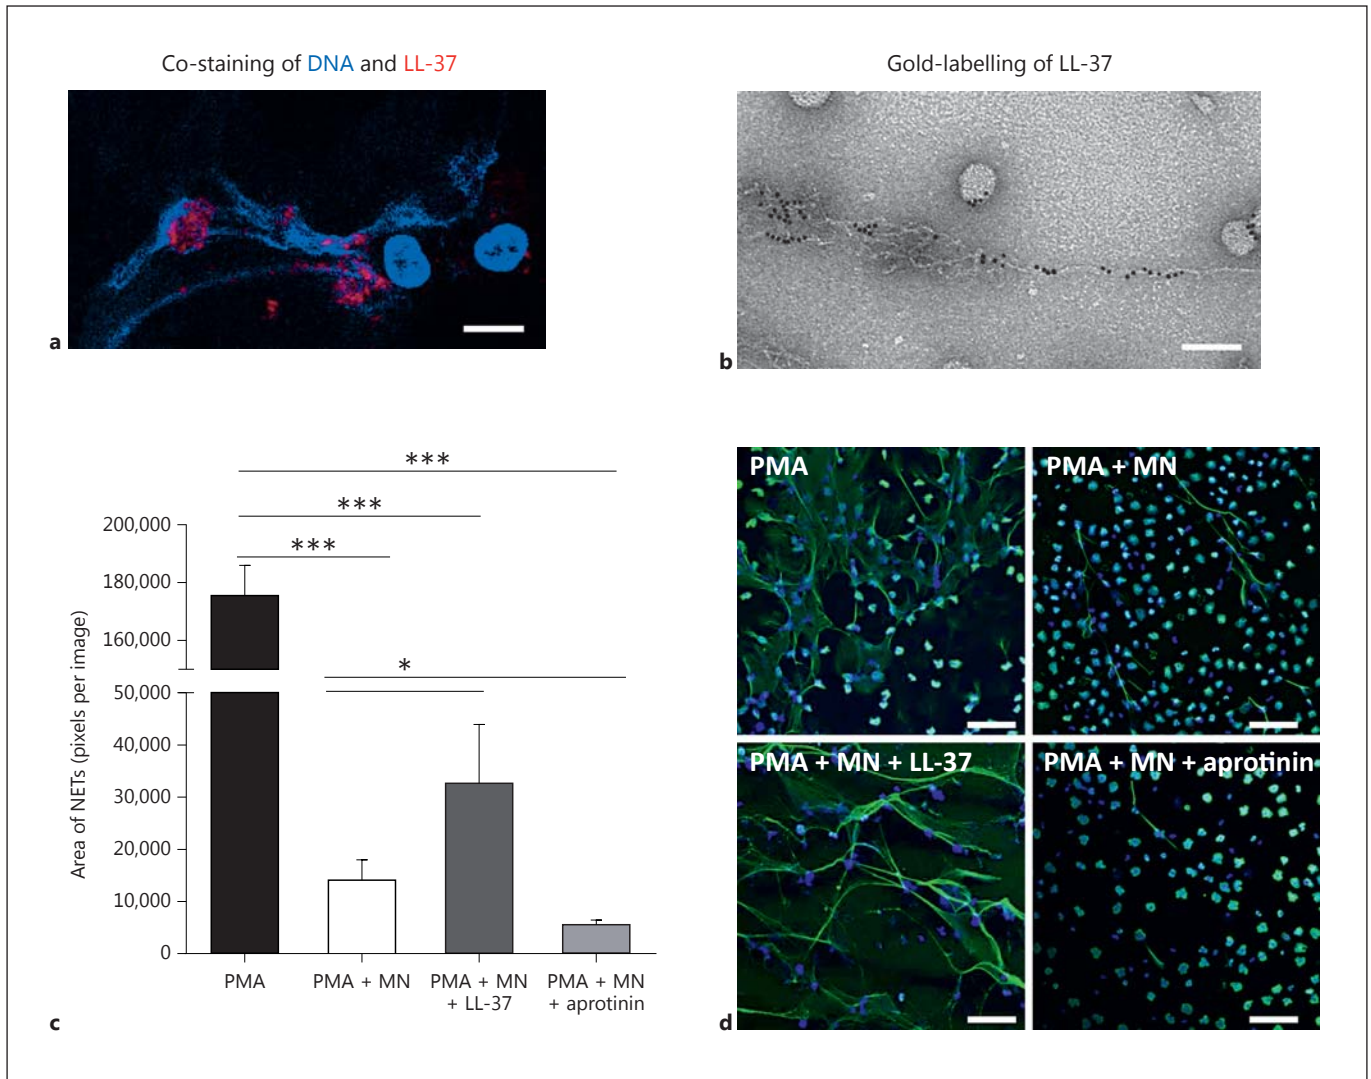 Co-staining of DNA and LL-37
Gold-labelling of LL-37
a
b
***
***
***
*
200,000
180,000
160,000
50,000
40,000
30,000
20,000
10,000
0
Area of NETs (pixels per image)
PMA
PMA + MN
PMA + MN
+ LL-37
PMA + MN
+ aprotinin
c
PMA
PMA + MN
PMA + MN + LL-37
PMA + MN + aprotinin
d